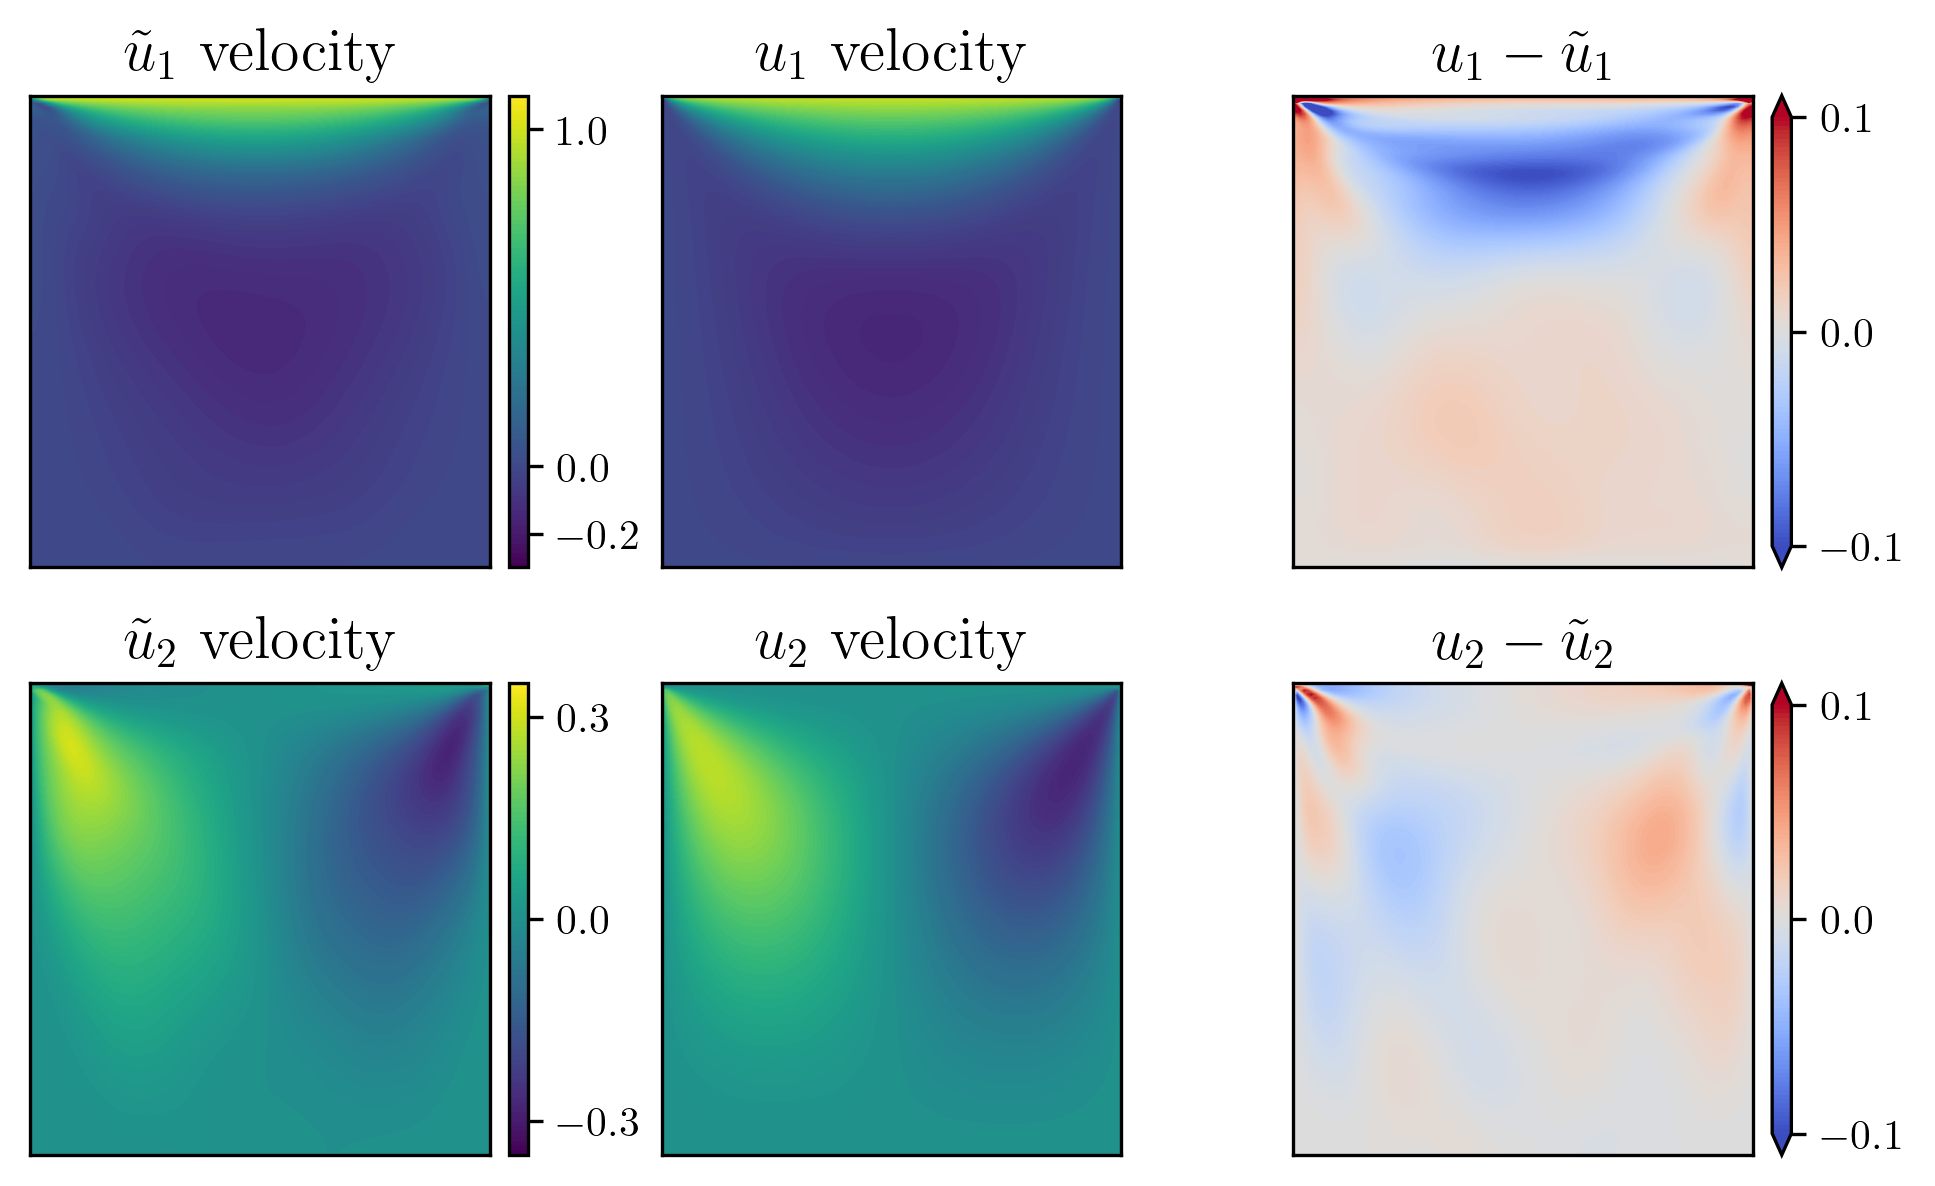 ũ₁ velocity
u₁ velocity
u₁ − ũ₁
1.0
0.0
−0.2
0.1
0.0
−0.1
ũ₂ velocity
u₂ velocity
u₂ − ũ₂
0.3
0.0
−0.3
0.1
0.0
−0.1